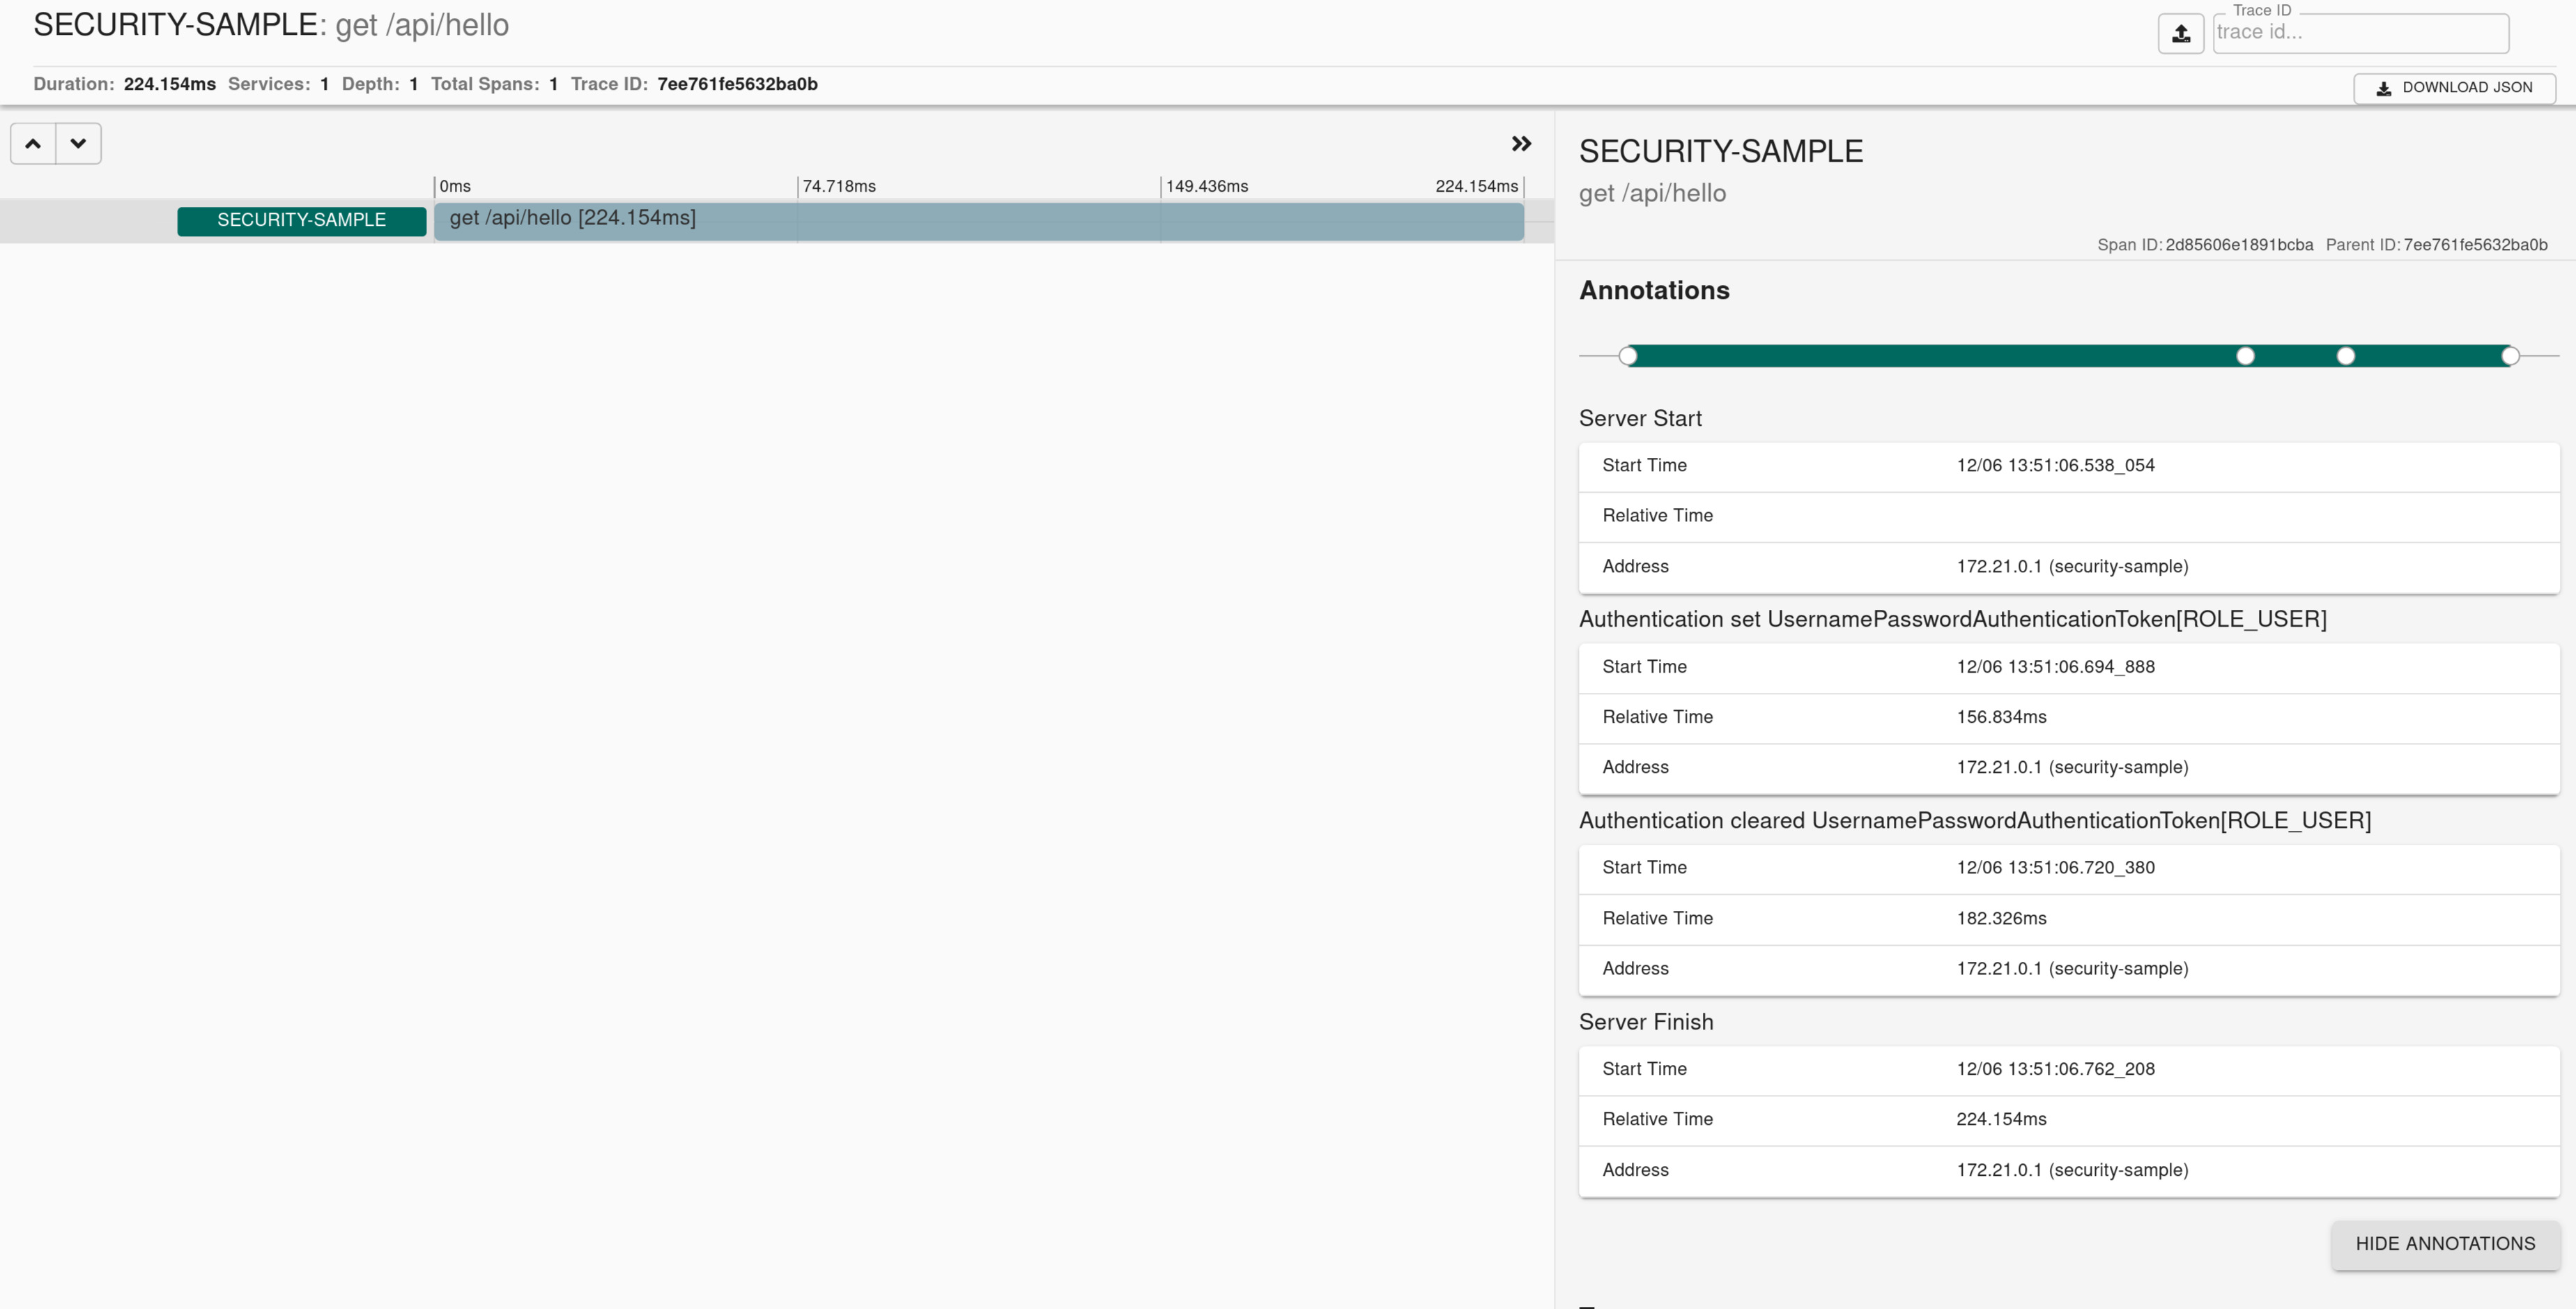 SECURITY-SAMPLE: get /api/hello
Trace ID
trace id...
Duration: 224.154ms Services: 1 Depth: 1 Total Spans: 1 Trace ID: 7ee761fe5632ba0b
DOWNLOAD JSON
0ms 74.718ms 149.436ms 224.154ms
SECURITY-SAMPLE get /api/hello [224.154ms]
SECURITY-SAMPLE
get /api/hello
Span ID: 2d85606e1891bcba Parent ID: 7ee761fe5632ba0b
Annotations
Server Start
Start Time 12/06 13:51:06.538_054
Relative Time
Address 172.21.0.1 (security-sample)
Authentication set UsernamePasswordAuthenticationToken[ROLE_USER]
Start Time 12/06 13:51:06.694_888
Relative Time 156.834ms
Address 172.21.0.1 (security-sample)
Authentication cleared UsernamePasswordAuthenticationToken[ROLE_USER]
Start Time 12/06 13:51:06.720_380
Relative Time 182.326ms
Address 172.21.0.1 (security-sample)
Server Finish
Start Time 12/06 13:51:06.762_208
Relative Time 224.154ms
Address 172.21.0.1 (security-sample)
HIDE ANNOTATIONS